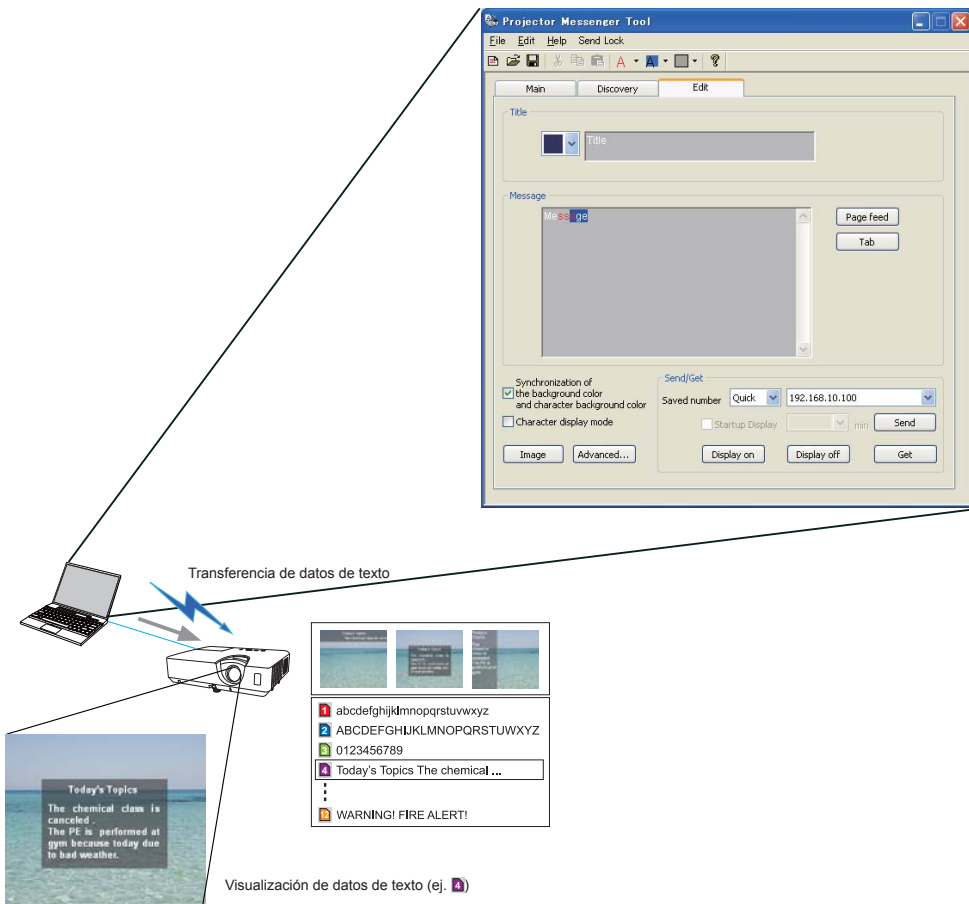 Projector Messenger Tool
File Edit Help Send Lock
A A ?
Main Discovery Edit
Title
Title
Message
Message
Page feed
Tab
Synchronization of
the background color
and character background color
Character display mode
Image Advanced...
Send/Get
Saved number Quick 192.168.10.100
Startup Display min Send
Display on Display off Get
Transferencia de datos de texto
Today's Topics
Today's Topics
1 abcdefghijklmnopqrstuvwxyz
2 ABCDEFGHIJKLMNOPQRSTUVWXYZ
3 0123456789
4 Today's Topics The chemical ...
12 WARNING! FIRE ALERT!
Today's Topics
The chemical class is
canceled .
The PE is performed at
gym because today due
to bad weather.
Visualización de datos de texto (ej. 4)